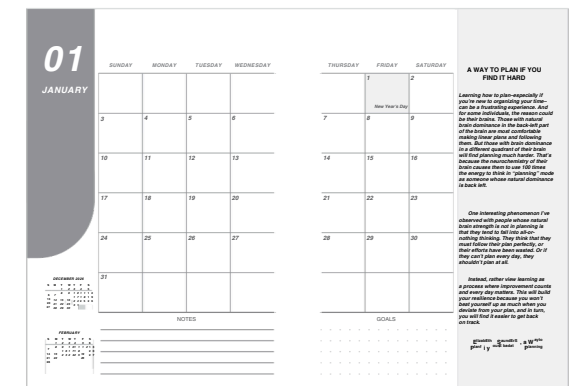 01
JANUARY
SUNDAY MONDAY TUESDAY WEDNESDAY THURSDAY FRIDAY SATURDAY
1 2
New Year's Day
3 4 5 6 7 8 9
10 11 12 13 14 15 16
17 18 19 20 21 22 23
24 25 26 27 28 29 30
31
DECEMBER
FEBRUARY
NOTES
GOALS
A WAY TO PLAN IF YOU
FIND IT HARD
Learning how to plan–especially if
you're new to organizing your time–
can be a frustrating experience. And
for some individuals, the reason could
be their brains. Those with natural
brain dominance in the back-left part
of the brain are most comfortable
making linear plans and following
them. But those with brain dominance
in a different quadrant of their brain
will find planning much harder. That's
because the neurochemistry of their
brain causes them to use 100 times
the energy to think in "planning" mode
as someone whose natural dominance
is back left.
One interesting phenomenon I've
observed with people whose natural
brain strength is not in planning is
that they tend to fall into all-or-
nothing thinking. They think that they
must follow their plan perfectly, or
their efforts have been wasted. Or if
they can't plan every day, they
shouldn't plan at all.
Instead, rather view learning as
a process where improvement counts
and every day matters. This will build
your resilience because you won't
beat yourself up as much when you
deviate from your plan, and in turn,
you will find it easier to get back
on track.